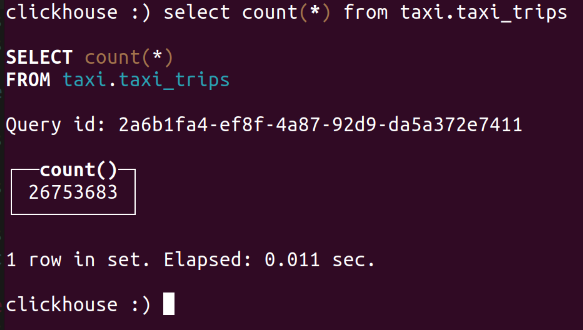 clickhouse :) select count(*) from taxi.taxi_trips
SELECT count(*)
FROM taxi.taxi_trips
Query id: 2a6b1fa4-ef8f-4a87-92d9-da5a372e7411
count()
26753683
1 row in set. Elapsed: 0.011 sec.
clickhouse :)